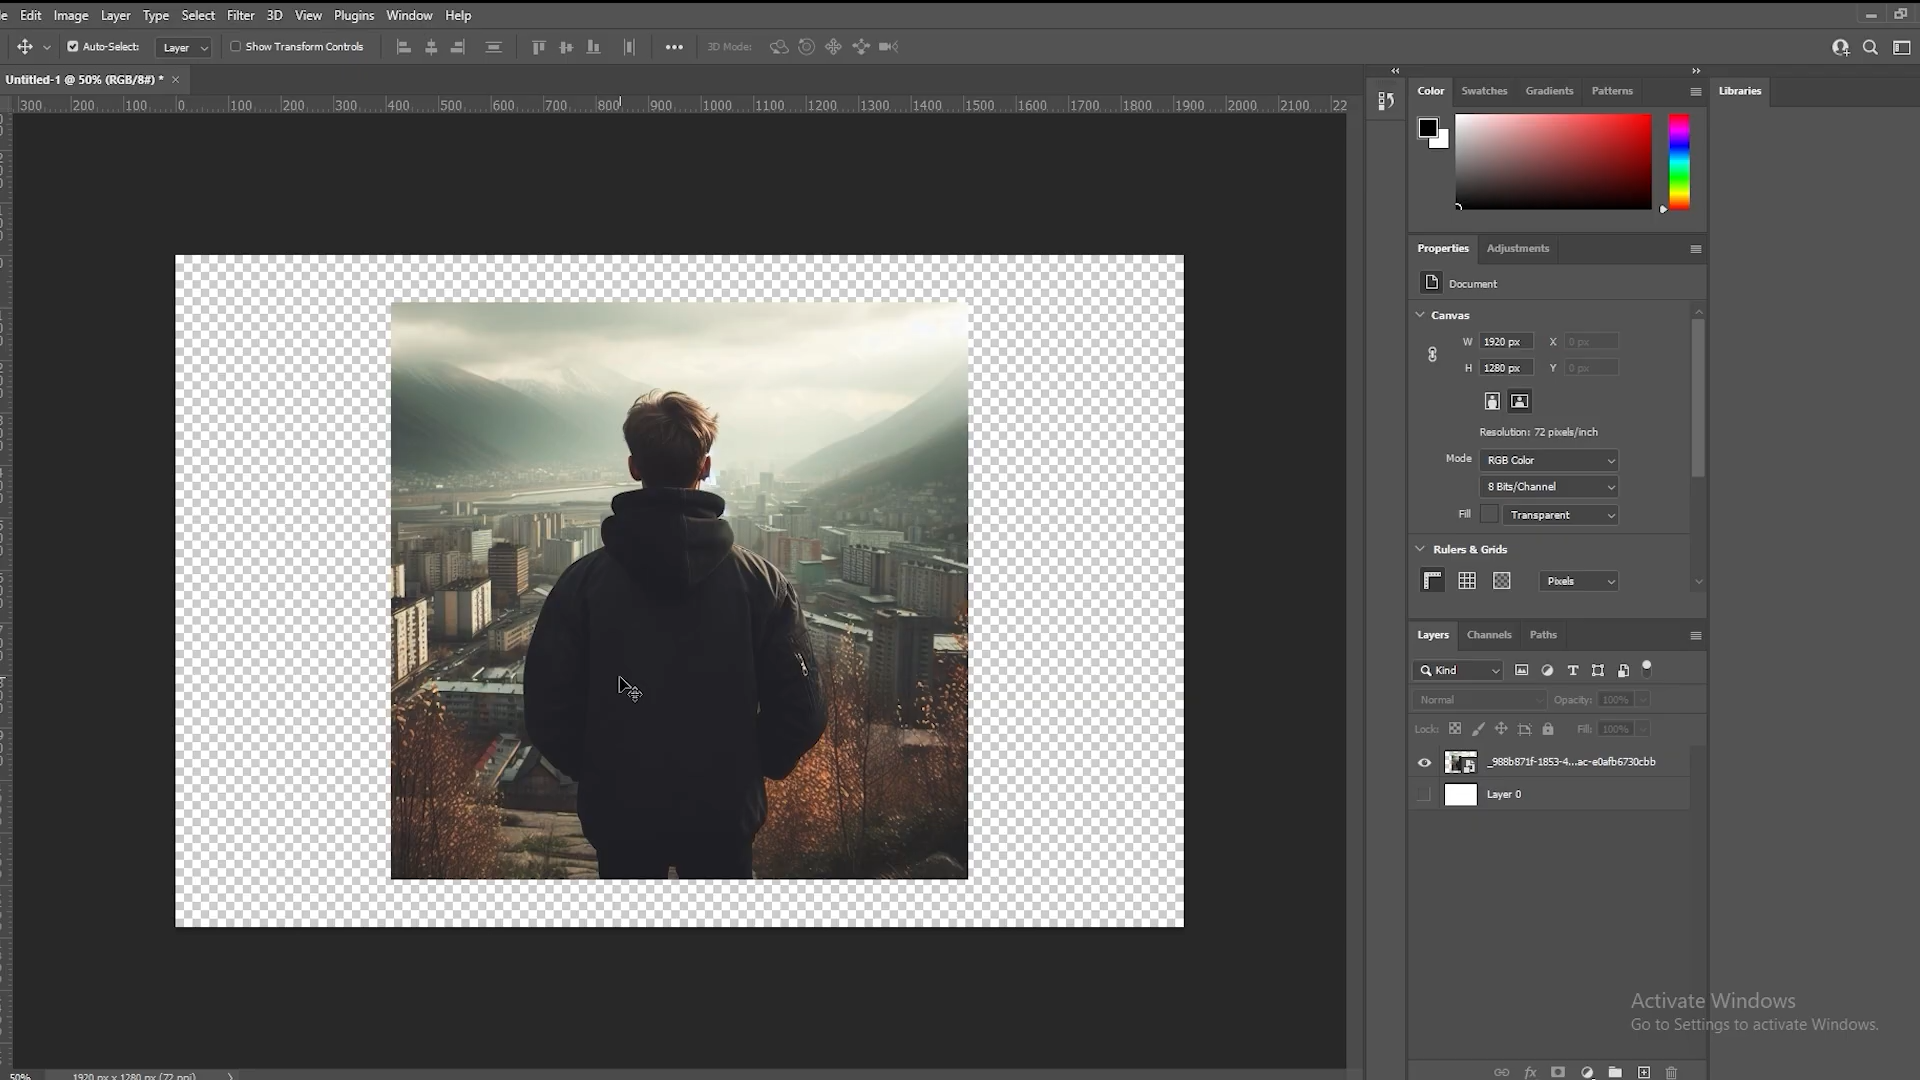 Edit Image Layer Type Select Filter 3D View Plugins Window Help
Auto-Select: Layer Show Transform Controls 3D Mode:
Untitled-1 @ 50% (RGB/8#) *
300 200 100 0 100 200 300 400 500 600 700 800 900 1000 1100 1200 1300 1400 1500 1600 1700 1800 1900 2000 2100 22
Color Swatches Gradients Patterns
Libraries
Properties Adjustments
Document
Canvas
W 1920 px X 0 px
H 1280 px Y 0 px
Resolution: 72 pixels/inch
Mode RGB Color
8 Bits/Channel
Fill Transparent
Rulers & Grids
Pixels
Layers Channels Paths
Kind
Normal Opacity: 100%
Lock: Fill: 100%
_988b871f-1853-4...ac-e0afb6730cbb
Layer 0
Activate Windows
Go to Settings to activate Windows.
50% 1920 px x 1280 px (72 ppi)